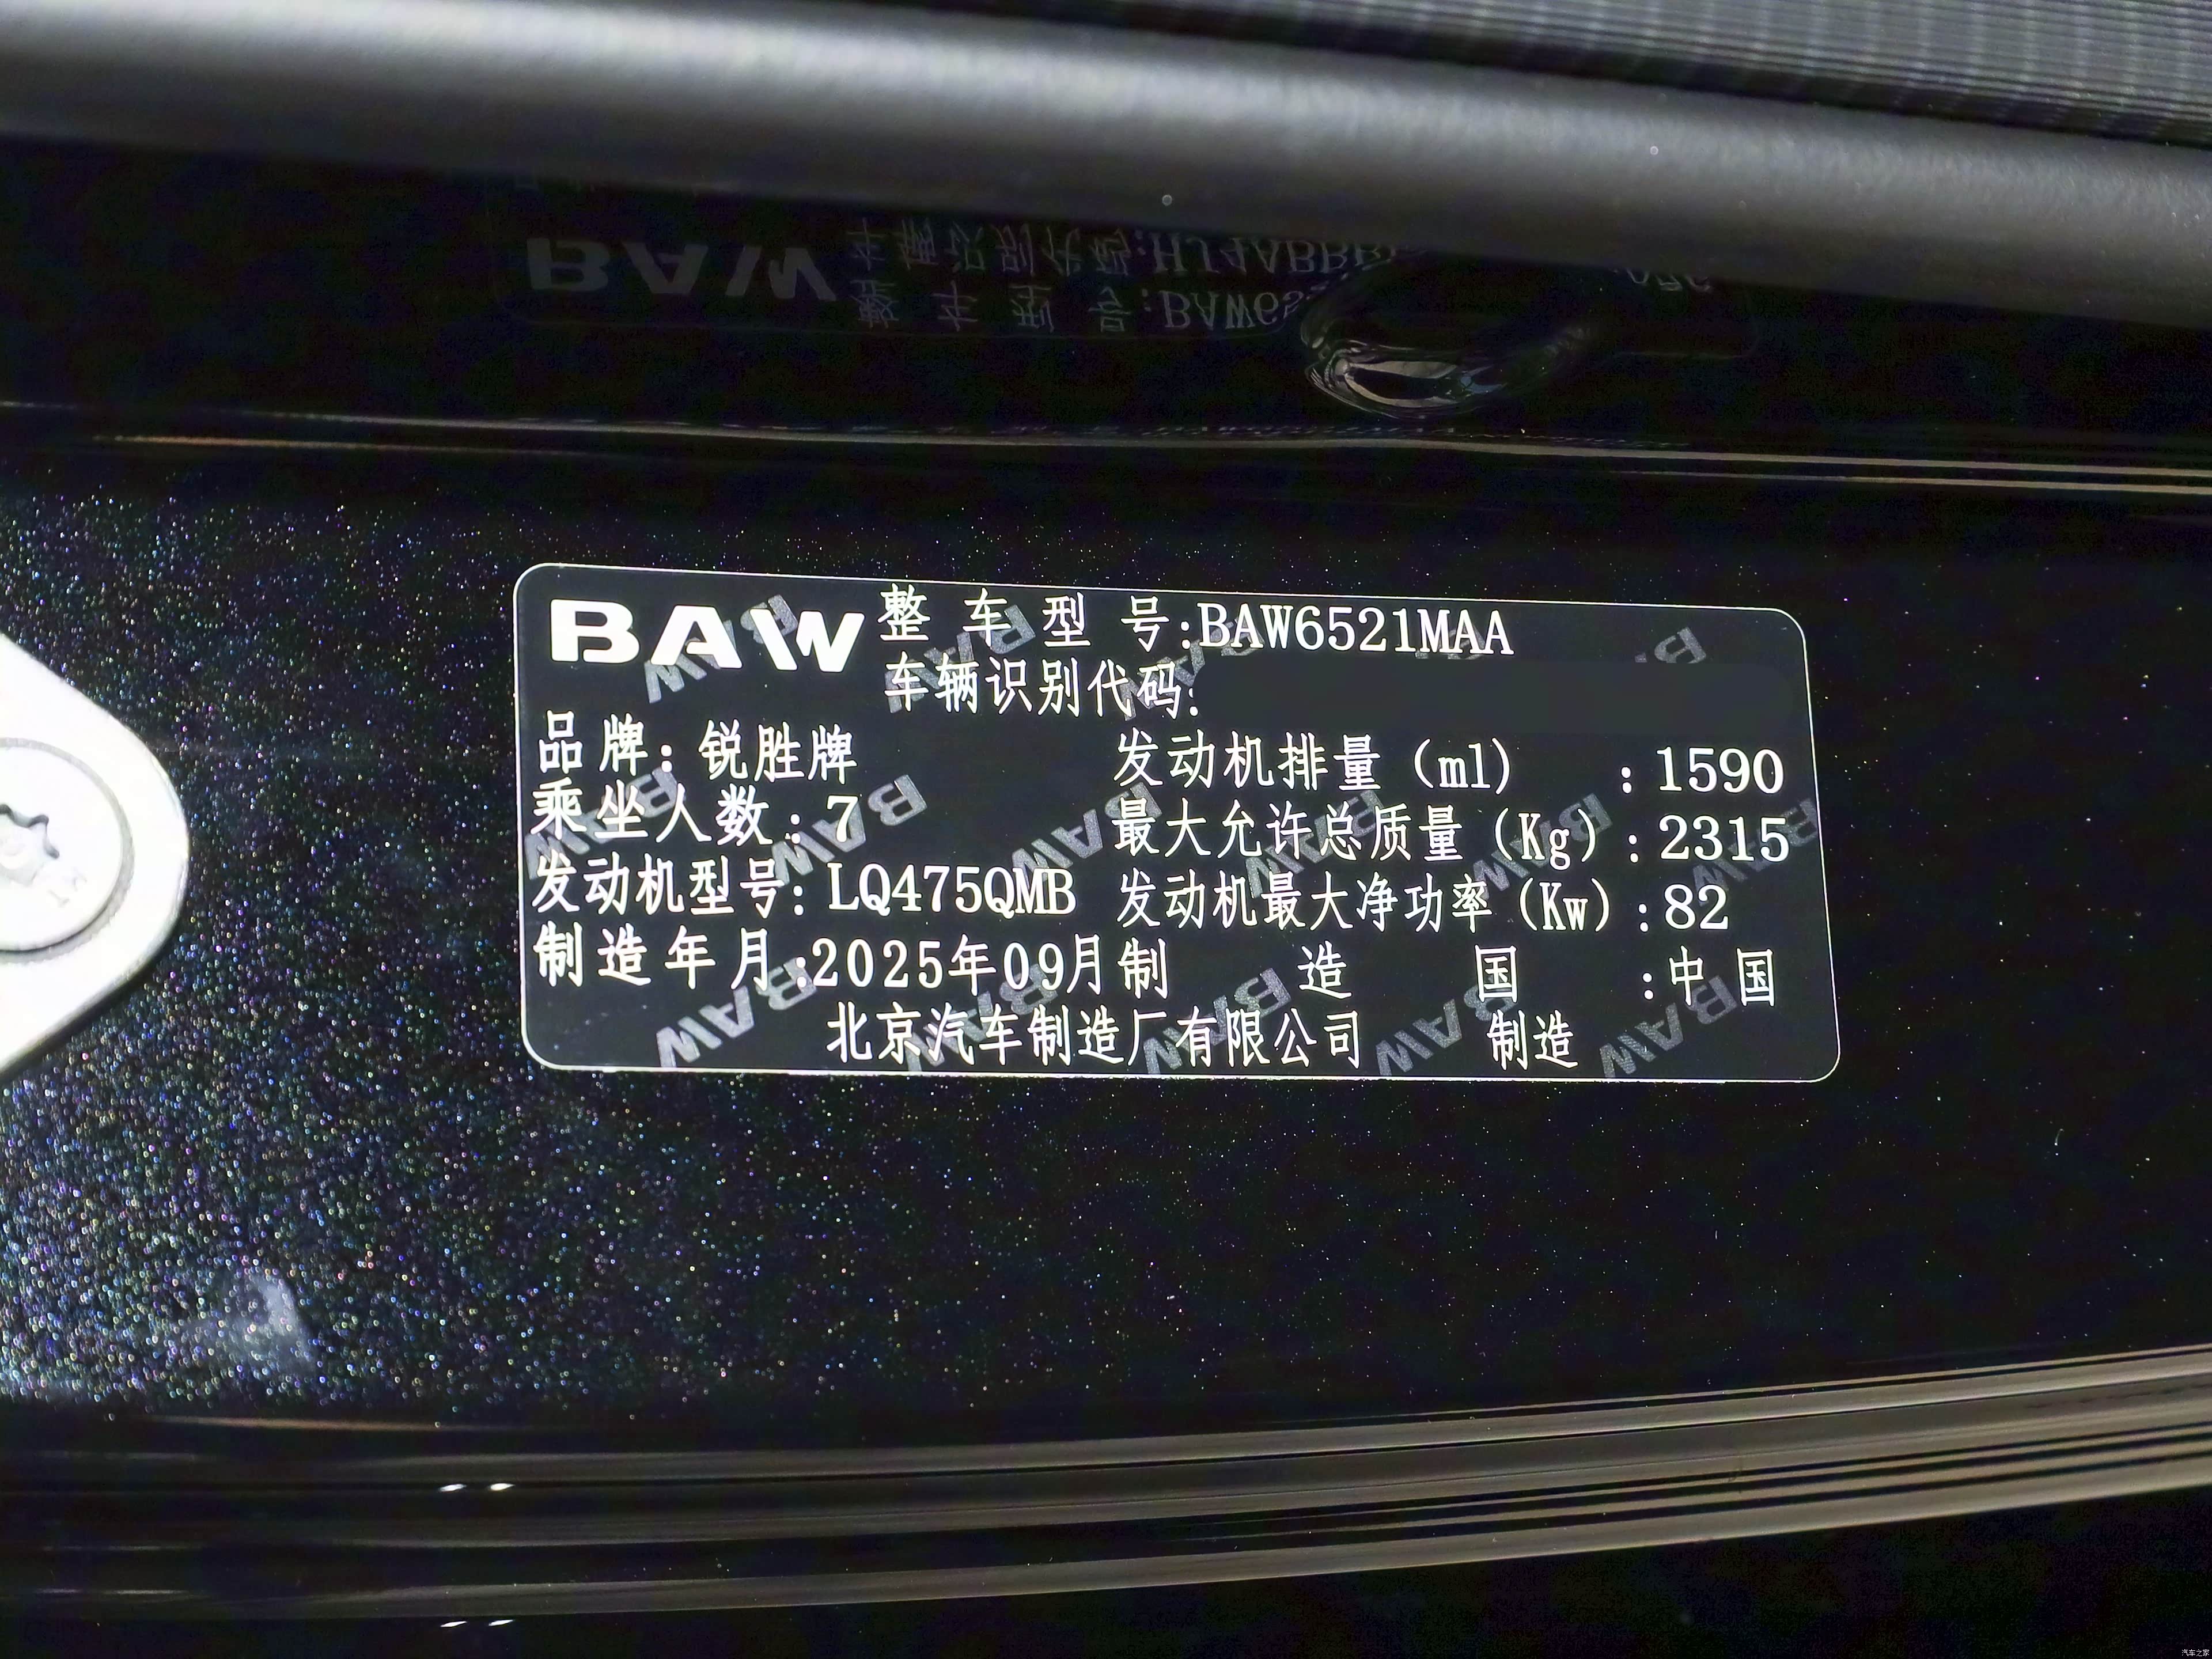 BAW 整车型号:BAW6521MAA
车辆识别代码:
品牌:锐胜牌 发动机排量(ml):1590
乘坐人数:7 最大允许总质量(Kg):2315
发动机型号:LQ475QMB 发动机最大净功率(Kw):82
制造年月:2025年09月 制造国:中国
北京汽车制造厂有限公司 制造
汽车之家